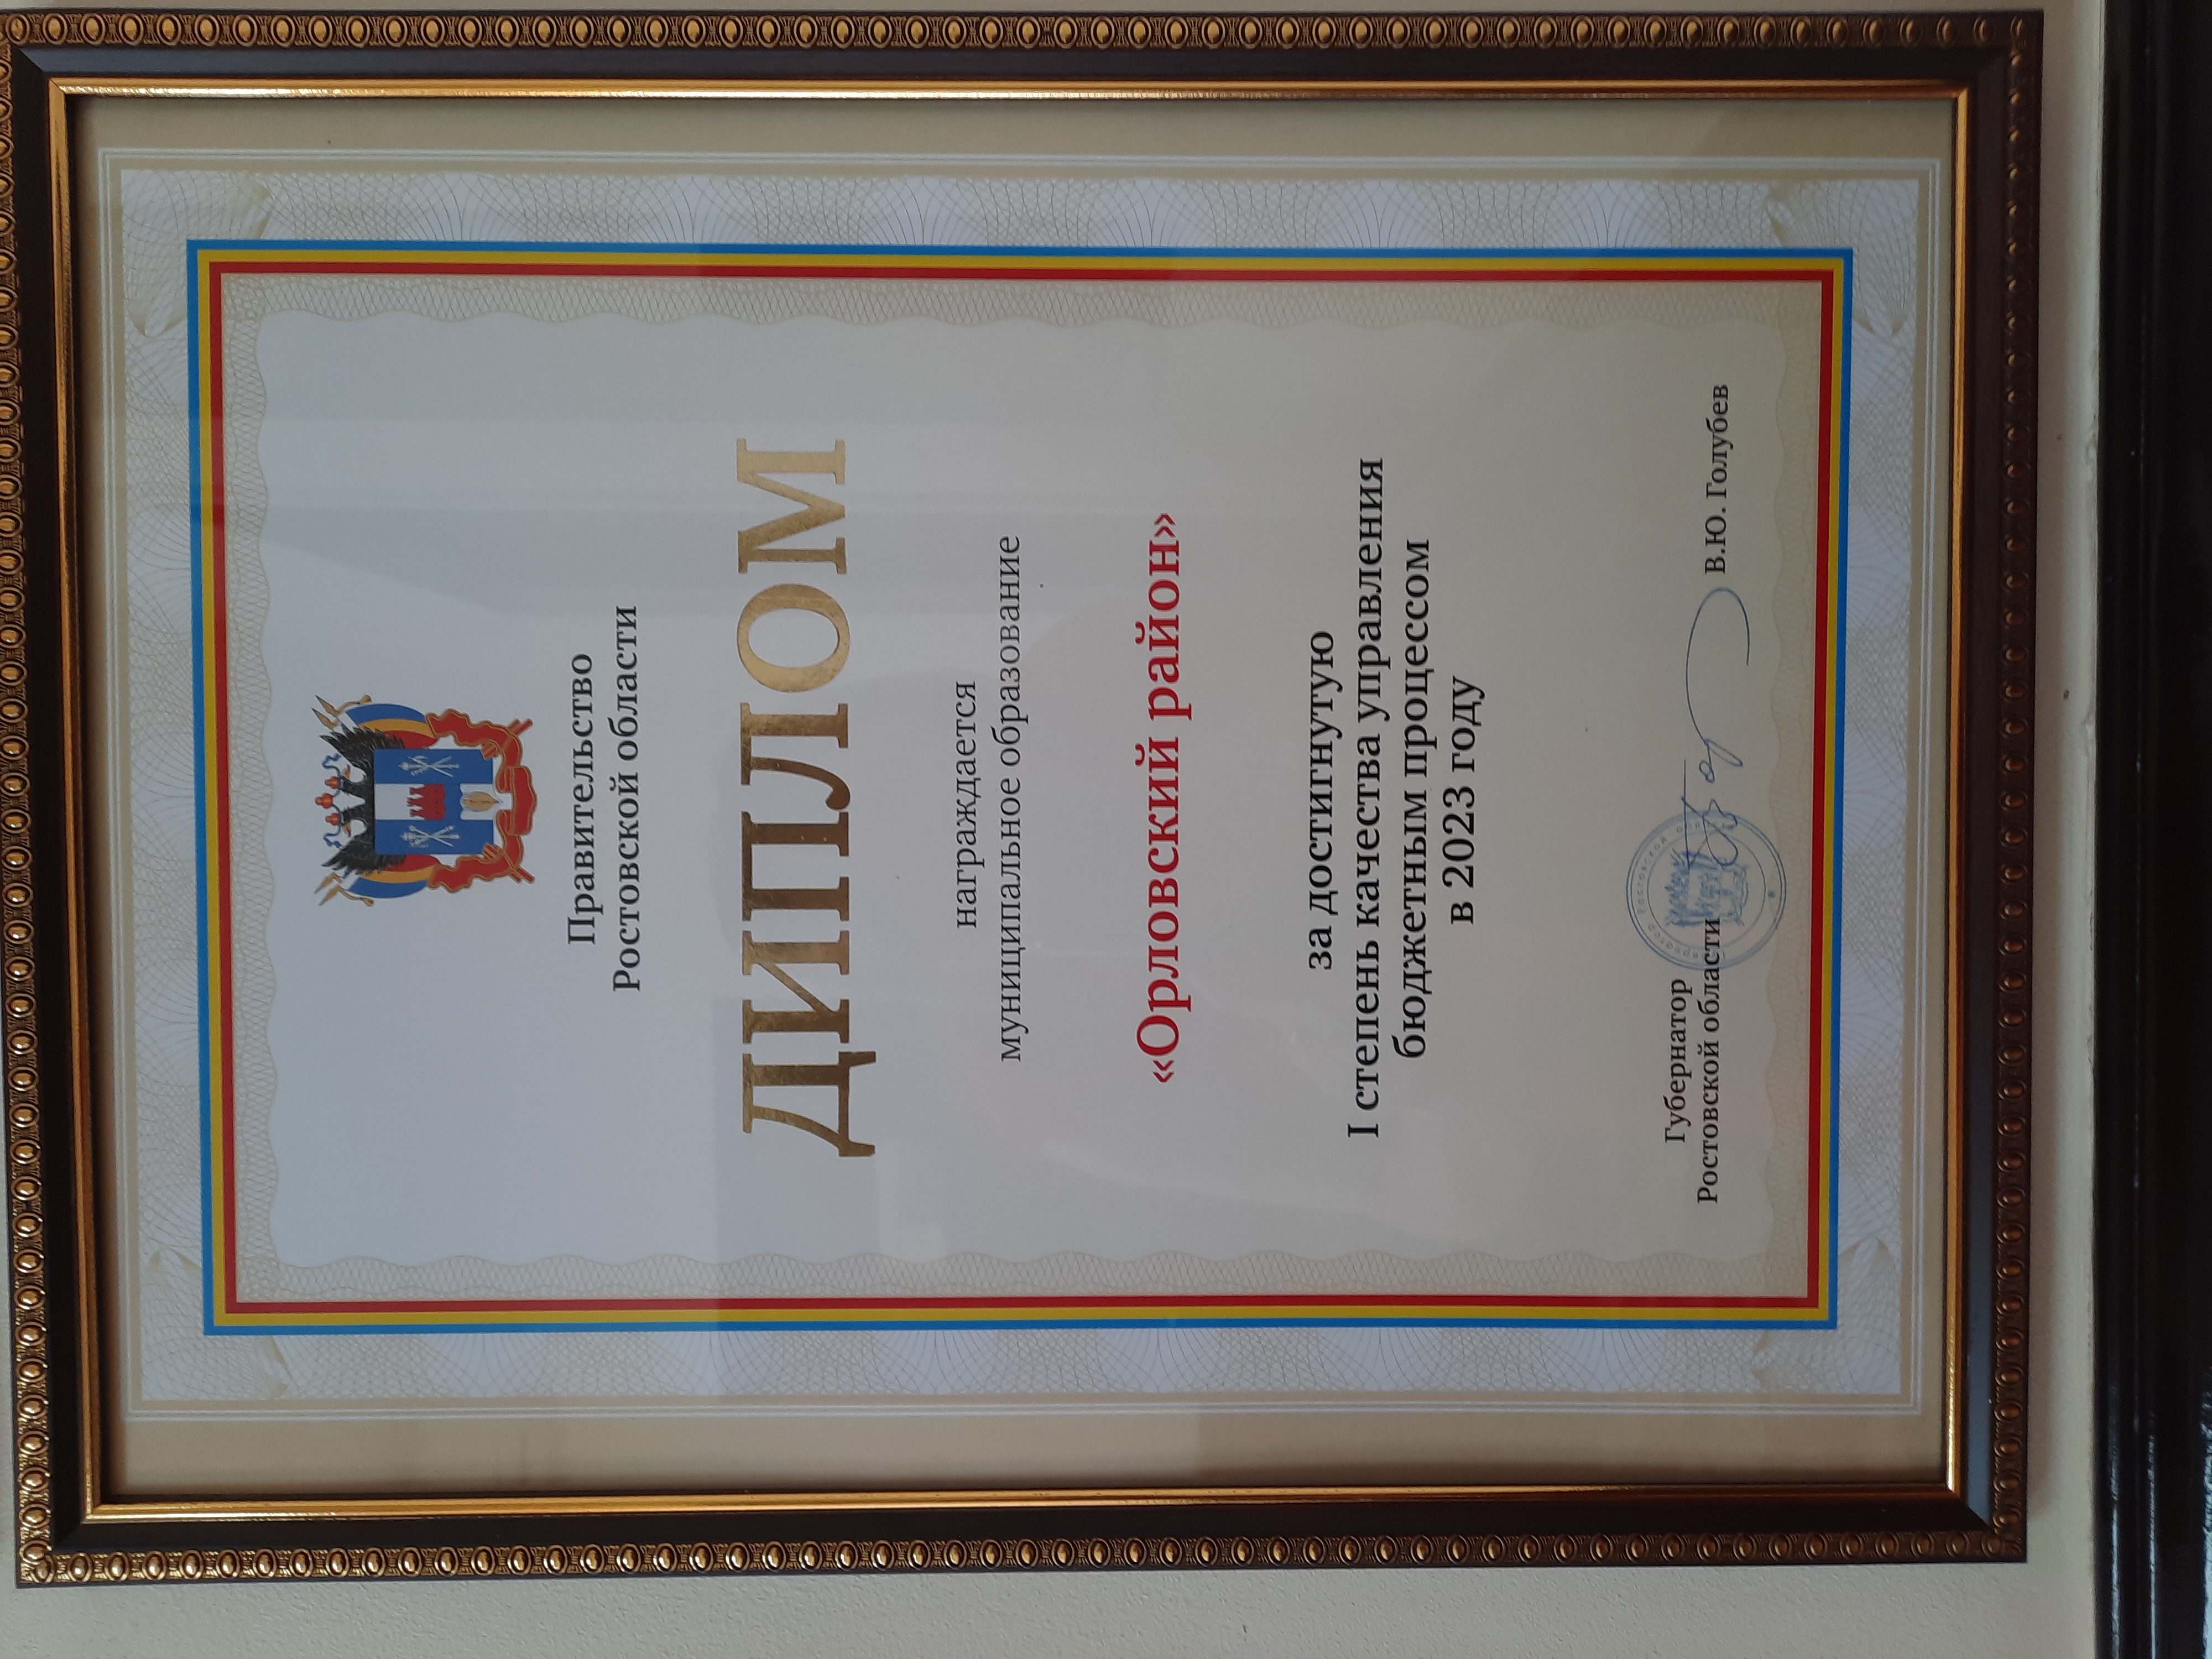 Правительство
Ростовской области
ДИПЛОМ
награждается
муниципальное образование
«Орловский район»
за достигнутую
I степень качества управления
бюджетным процессом
в 2023 году
Губернатор
Ростовской области
В.Ю. Голубев